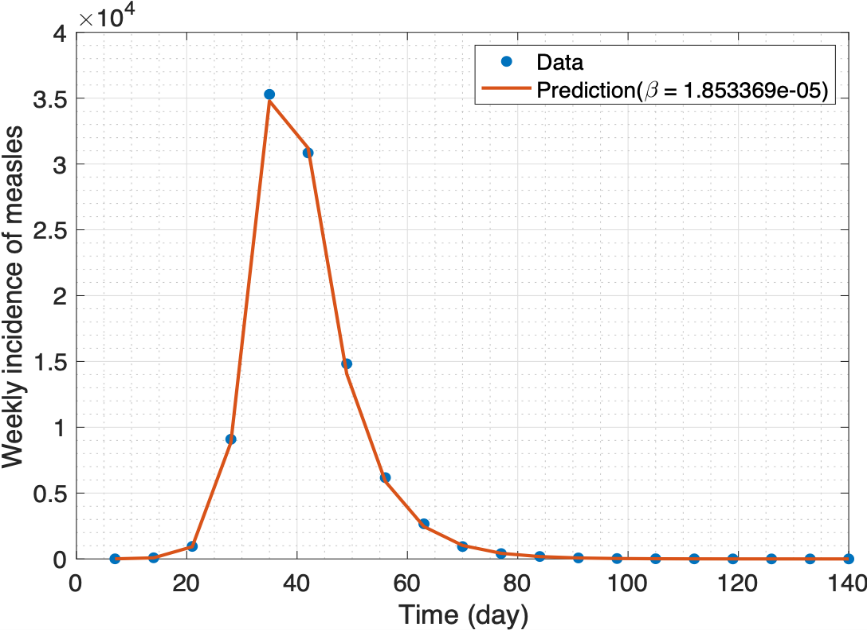 ×10⁴
4
3.5
3
2.5
2
1.5
1
0.5
0
Weekly incidence of measles
Data
Prediction(β = 1.853369e-05)
0 20 40 60 80 100 120 140
Time (day)